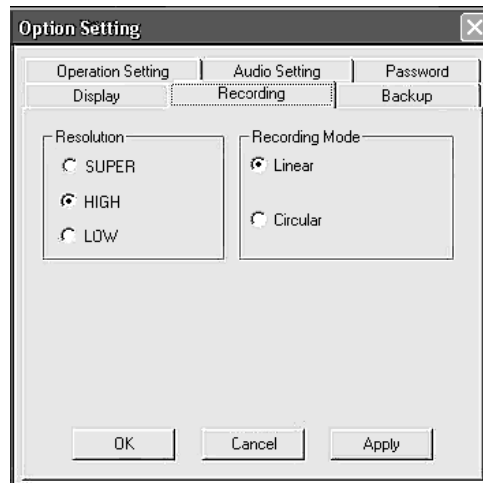 Option Setting
Operation Setting Audio Setting Password
Display Recording Backup
Resolution Recording Mode
SUPER Linear
HIGH
Circular
LOW
OK Cancel Apply